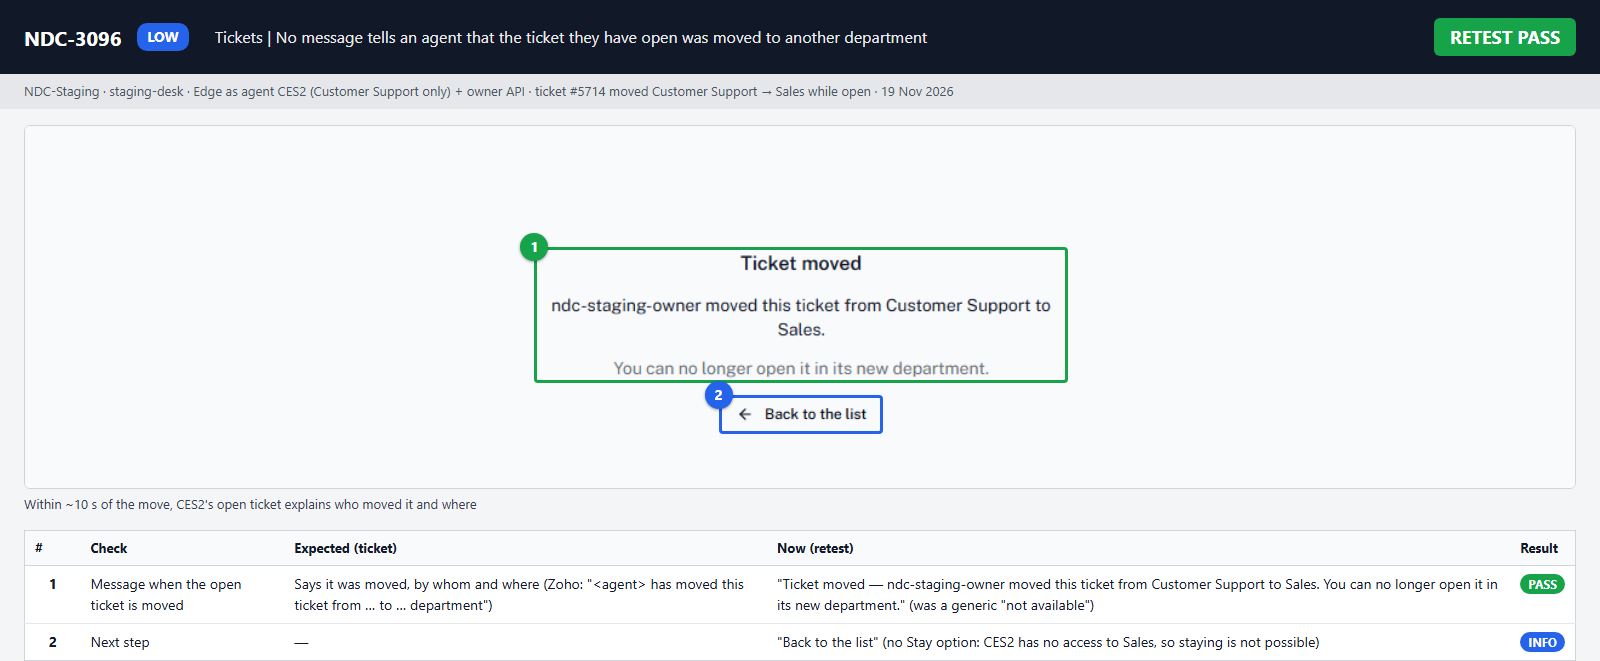 NDC-3096 LOW Tickets | No message tells an agent that the ticket they have open was moved to another department RETEST PASS
NDC-Staging · staging-desk · Edge as agent CES2 (Customer Support only) + owner API · ticket #5714 moved Customer Support → Sales while open · 19 Nov 2026
1
Ticket moved
ndc-staging-owner moved this ticket from Customer Support to
Sales.
You can no longer open it in its new department.
2
← Back to the list
Within ~10 s of the move, CES2's open ticket explains who moved it and where
# Check Expected (ticket) Now (retest) Result
1 Message when the open Says it was moved, by whom and where (Zoho: "<agent> has moved this "Ticket moved — ndc-staging-owner moved this ticket from Customer Support to Sales. You can no longer open it in PASS
ticket is moved ticket from ... to ... department") its new department." (was a generic "not available")
2 Next step — "Back to the list" (no Stay option: CES2 has no access to Sales, so staying is not possible) INFO